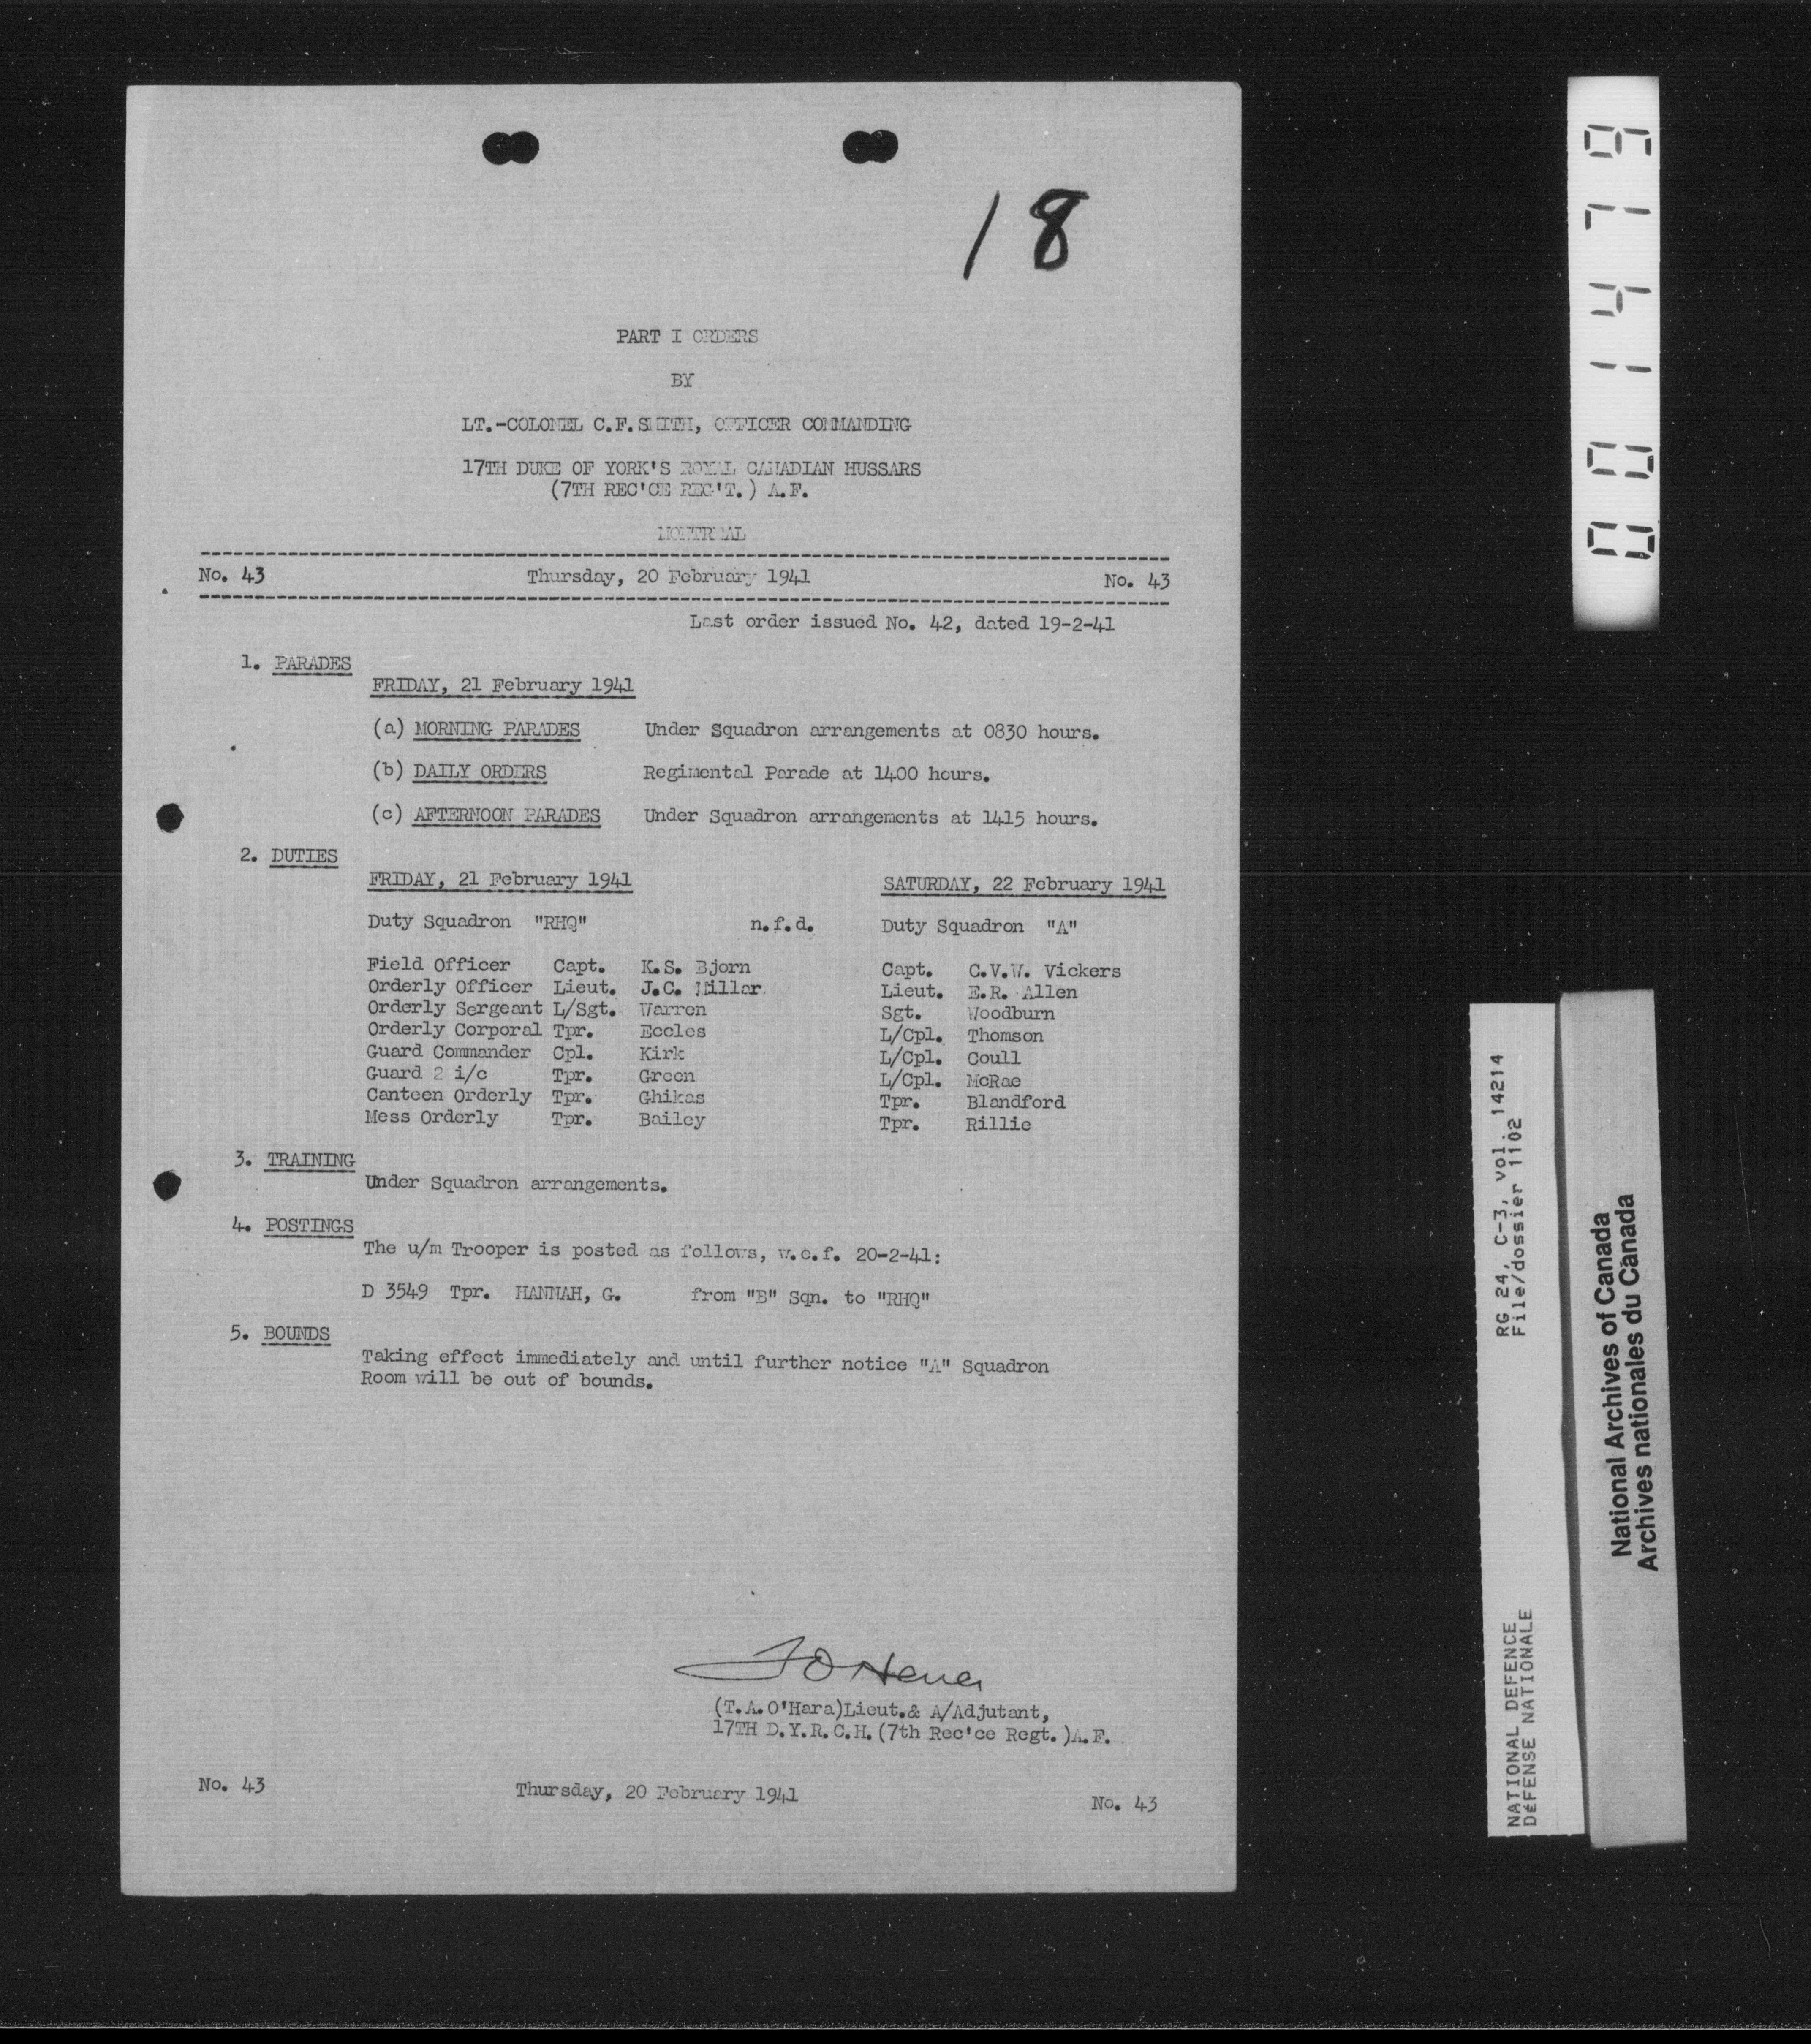 18
PART I ORDERS
BY
LT.-COLONEL C.F.SMITH, OFFICER COMMANDING
17TH DUKE OF YORK'S ROYAL CANADIAN HUSSARS
(7TH REC'CE REG'T.) A.F.
MONTREAL
No. 43 Thursday, 20 February 1941 No. 43
Last order issued No. 42, dated 19-2-41
1. PARADES
FRIDAY, 21 February 1941
(a) MORNING PARADES Under Squadron arrangements at 0830 hours.
(b) DAILY ORDERS Regimental Parade at 1400 hours.
(c) AFTERNOON PARADES Under Squadron arrangements at 1415 hours.
2. DUTIES
FRIDAY, 21 February 1941 SATURDAY, 22 February 1941
Duty Squadron "RHQ" n.f.d. Duty Squadron "A"
Field Officer Capt. K.S. Bjorn Capt. C.V.W. Vickers
Orderly Officer Lieut. J.C. Millar Lieut. E.R. Allen
Orderly Sergeant L/Sgt. Warren Sgt. Woodburn
Orderly Corporal Tpr. Eccles L/Cpl. Thomson
Guard Commander Cpl. Kirk L/Cpl. Coull
Guard 2 i/c Tpr. Green L/Cpl. McRae
Canteen Orderly Tpr. Ghikas Tpr. Blandford
Mess Orderly Tpr. Bailey Tpr. Rillie
3. TRAINING
Under Squadron arrangements.
4. POSTINGS
The u/m Trooper is posted as follows, w.e.f. 20-2-41:
D 3549 Tpr. HANNAH, G. from "B" Sqn. to "RHQ"
5. BOUNDS
Taking effect immediately and until further notice "A" Squadron
Room will be out of bounds.
(T.A.O'Hara)Lieut.& A/Adjutant,
17TH D.Y.R.C.H.(7th Rec'ce Regt.)A.F.
No. 43 Thursday, 20 February 1941 No. 43
NATIONAL DEFENCE RG 24, C-3, vol. 14214
DéFENSE NATIONALE File/dossier 1102
National Archives of Canada
Archives nationales du Canada